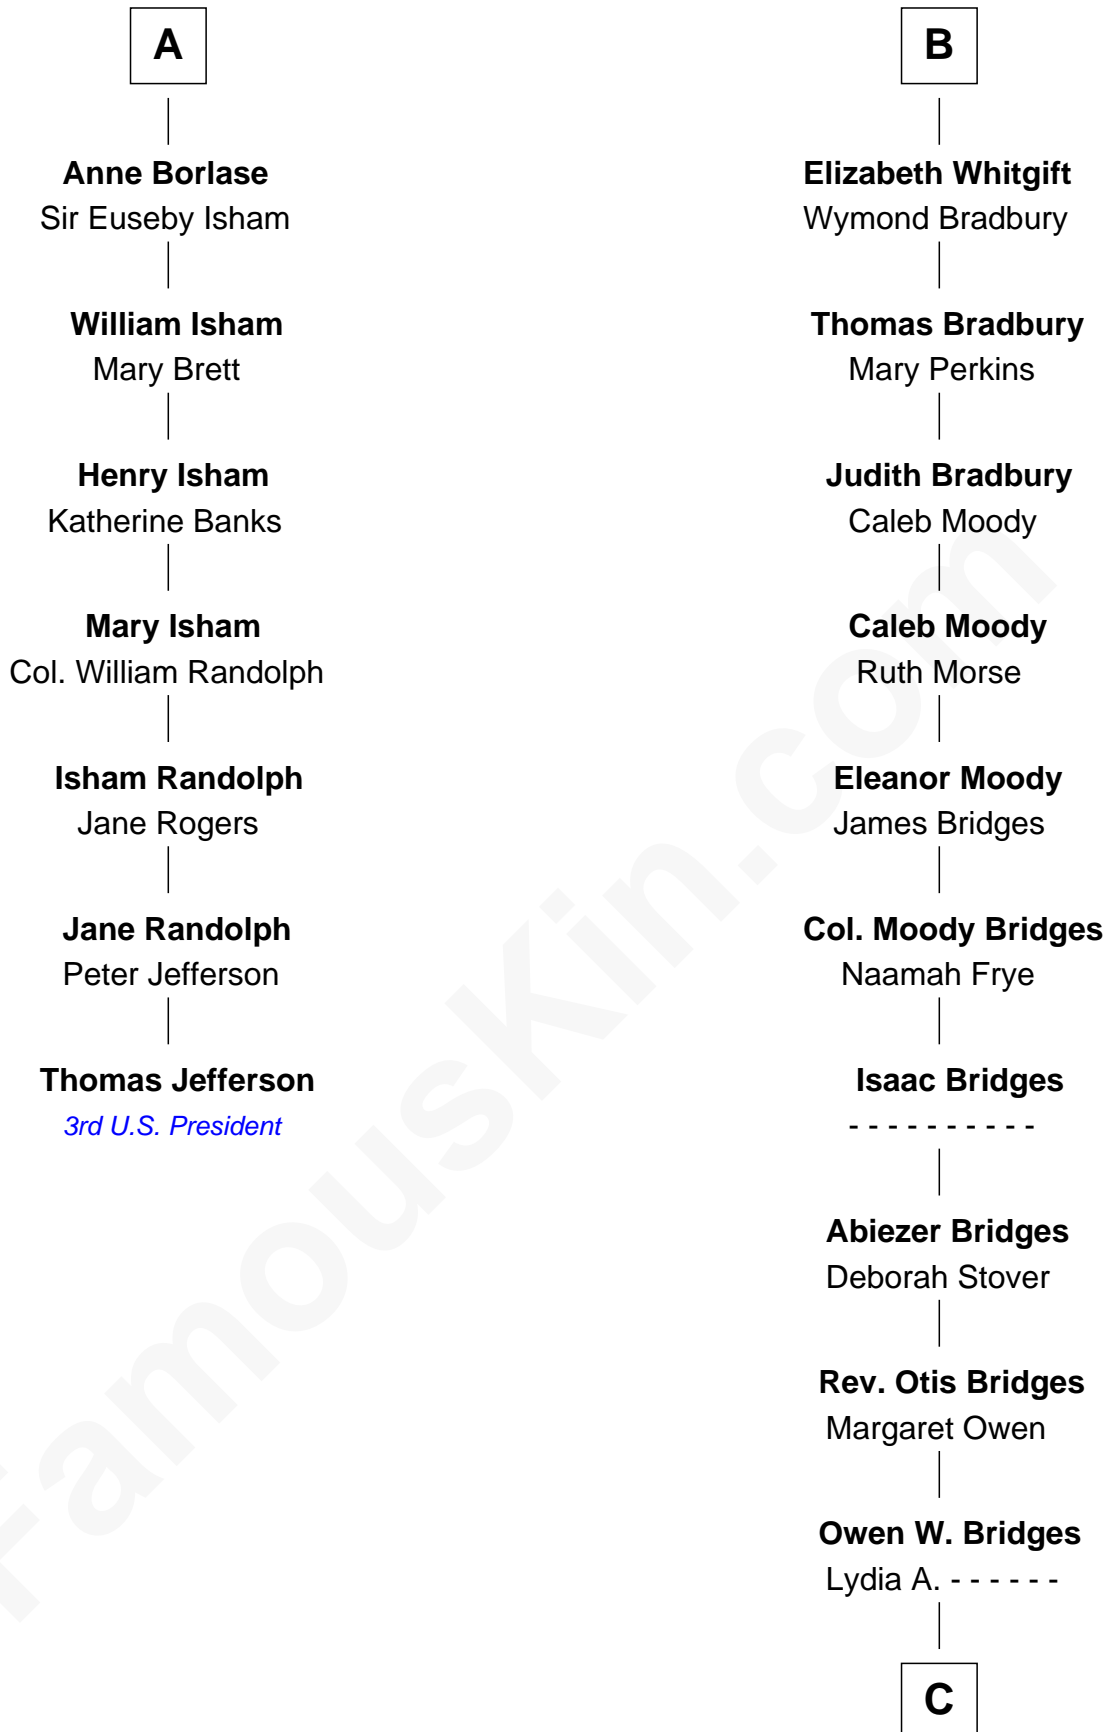 A
Anne Borlase
Sir Euseby Isham
William Isham
Mary Brett
Henry Isham
Katherine Banks
Mary Isham
Col. William Randolph
Isham Randolph
Jane Rogers
Jane Randolph
Peter Jefferson
Thomas Jefferson
3rd U.S. President
B
Elizabeth Whitgift
Wymond Bradbury
Thomas Bradbury
Mary Perkins
Judith Bradbury
Caleb Moody
Caleb Moody
Ruth Morse
Eleanor Moody
James Bridges
Col. Moody Bridges
Naamah Frye
Isaac Bridges
- - - - - - - - - -
Abiezer Bridges
Deborah Stover
Rev. Otis Bridges
Margaret Owen
Owen W. Bridges
Lydia A. - - - - - -
C
FamousKin.com